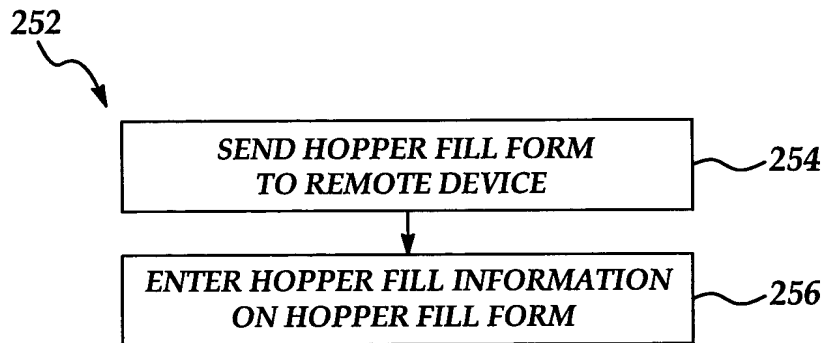 252
SEND HOPPER FILL FORM
TO REMOTE DEVICE
254
ENTER HOPPER FILL INFORMATION
ON HOPPER FILL FORM
256